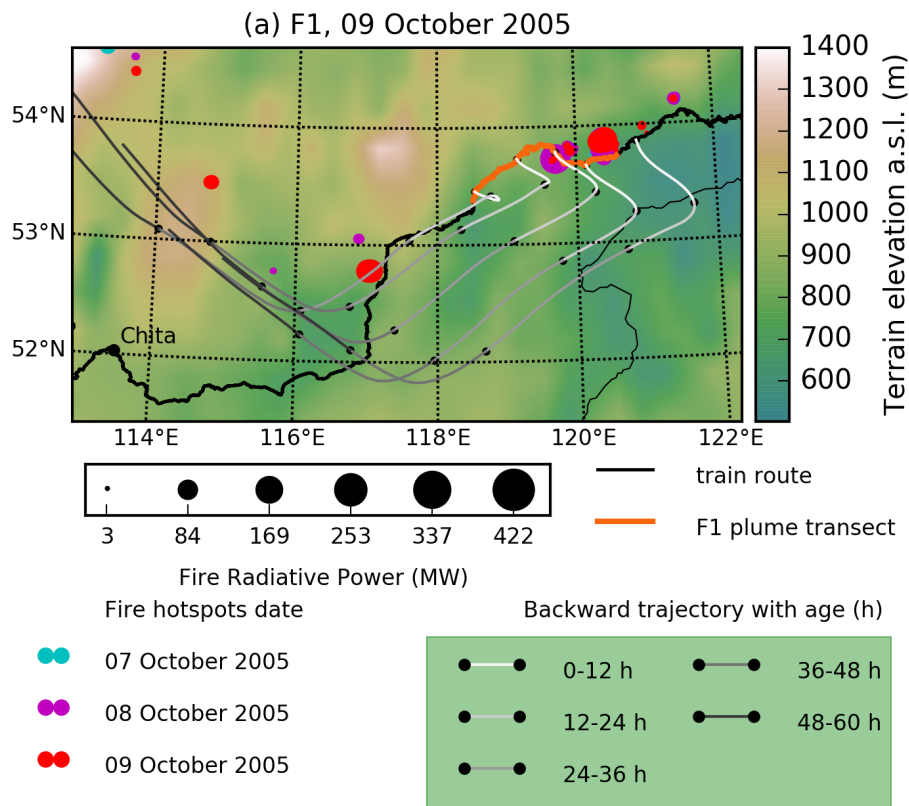 (a) F1, 09 October 2005
54°N
53°N
52°N
Chita
114°E 116°E 118°E 120°E 122°E
1400
1300
1200
1100
1000
900
800
700
600
Terrain elevation a.s.l. (m)
3 84 169 253 337 422
Fire Radiative Power (MW)
train route
F1 plume transect
Fire hotspots date
07 October 2005
08 October 2005
09 October 2005
Backward trajectory with age (h)
0-12 h
12-24 h
24-36 h
36-48 h
48-60 h